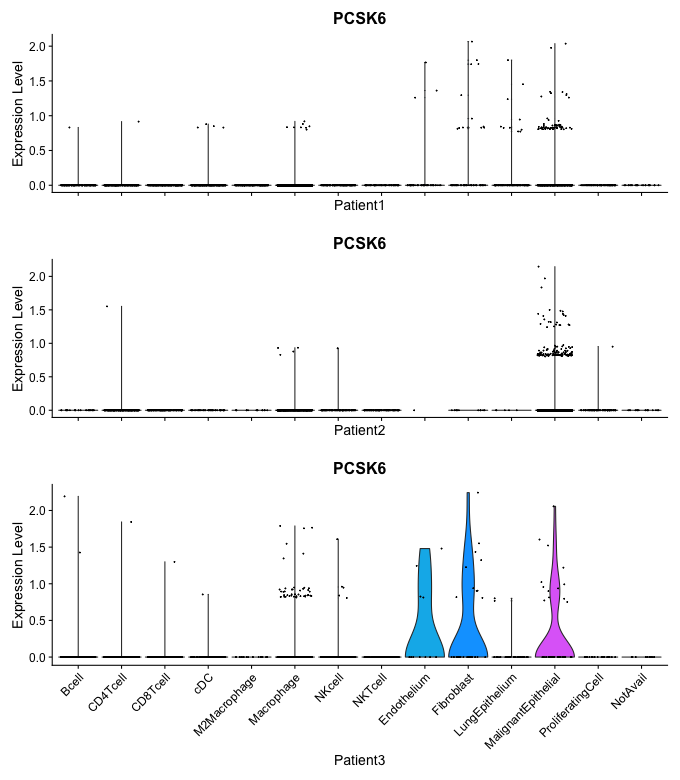 PCSK6
Expression Level
2.0
1.5
1.0
0.5
0.0
Patient1
PCSK6
Expression Level
2.0
1.5
1.0
0.5
0.0
Patient2
PCSK6
Expression Level
2.0
1.5
1.0
0.5
0.0
Bcell
CD4Tcell
CD8Tcell
cDC
M2Macrophage
Macrophage
NKcell
NKTcell
Endothelium
Fibroblast
LungEpithelium
MalignantEpithelial
ProliferatingCell
NotAvail
Patient3